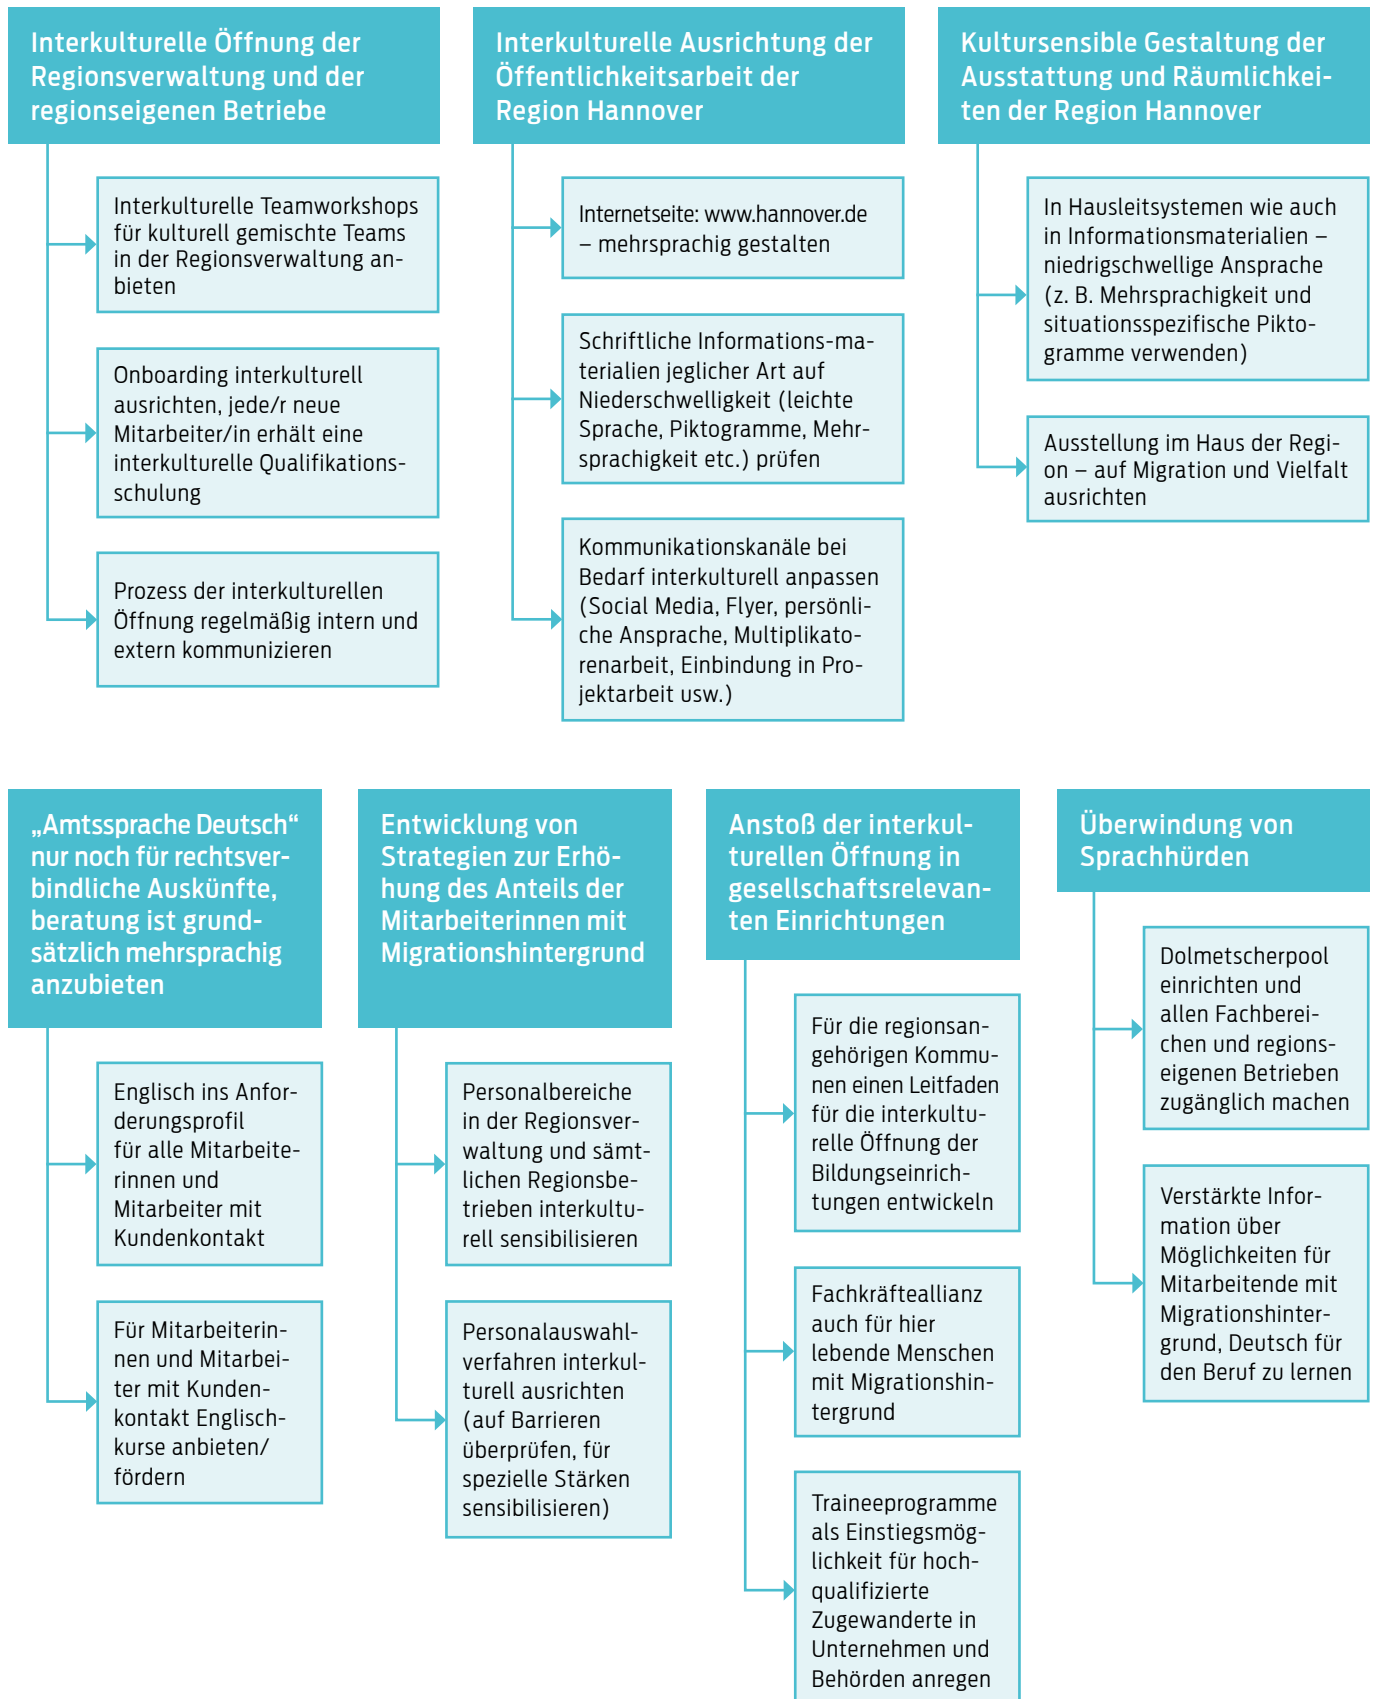 Interkulturelle Öffnung der
Regionsverwaltung und der
regionseigenen Betriebe
Interkulturelle Teamworkshops
für kulturell gemischte Teams
in der Regionsverwaltung an-
bieten
Onboarding interkulturell
ausrichten, jede/r neue
Mitarbeiter/in erhält eine
interkulturelle Qualifikations-
schulung
Prozess der interkulturellen
Öffnung regelmäßig intern und
extern kommunizieren
Interkulturelle Ausrichtung der
Öffentlichkeitsarbeit der
Region Hannover
Internetseite: www.hannover.de
– mehrsprachig gestalten
Schriftliche Informations-ma-
terialien jeglicher Art auf
Niederschwelligkeit (leichte
Sprache, Piktogramme, Mehr-
sprachigkeit etc.) prüfen
Kommunikationskanäle bei
Bedarf interkulturell anpassen
(Social Media, Flyer, persönli-
che Ansprache, Multiplikato-
renarbeit, Einbindung in Pro-
jektarbeit usw.)
Kultursensible Gestaltung der
Ausstattung und Räumlichkei-
ten der Region Hannover
In Hausleitsystemen wie auch
in Informationsmaterialien –
niedrigschwellige Ansprache
(z. B. Mehrsprachigkeit und
situationsspezifische Pikto-
gramme verwenden)
Ausstellung im Haus der Regi-
on – auf Migration und Vielfalt
ausrichten
„Amtssprache Deutsch“
nur noch für rechtsver-
bindliche Auskünfte,
beratung ist grund-
sätzlich mehrsprachig
anzubieten
Englisch ins Anfor-
derungsprofil
für alle Mitarbeite-
rinnen und
Mitarbeiter mit
Kundenkontakt
Für Mitarbeiterin-
nen und Mitarbei-
ter mit Kunden-
kontakt Englisch-
kurse anbieten/
fördern
Entwicklung von
Strategien zur Erhö-
hung des Anteils der
Mitarbeiterinnen mit
Migrationshintergrund
Personalbereiche
in der Regionsver-
waltung und sämt-
lichen Regionsbe-
trieben interkultu-
rell sensibilisieren
Personalauswahl-
verfahren interkul-
turell ausrichten
(auf Barrieren
überprüfen, für
spezielle Stärken
sensibilisieren)
Anstoß der interkul-
turellen Öffnung in
gesellschaftsrelevan-
ten Einrichtungen
Für die regionsan-
gehörigen Kommu-
nen einen Leitfaden
für die interkultu-
relle Öffnung der
Bildungseinrich-
tungen entwickeln
Fachkräfteallianz
auch für hier
lebende Menschen
mit Migrationshin-
tergrund
Traineeprogramme
als Einstiegsmög-
lichkeit für hoch-
qualifizierte
Zugewanderte in
Unternehmen und
Behörden anregen
Überwindung von
Sprachhürden
Dolmetscherpool
einrichten und
allen Fachberei-
chen und regions-
eigenen Betrieben
zugänglich machen
Verstärkte Infor-
mation über
Möglichkeiten für
Mitarbeitende mit
Migrationshinter-
grund, Deutsch für
den Beruf zu lernen